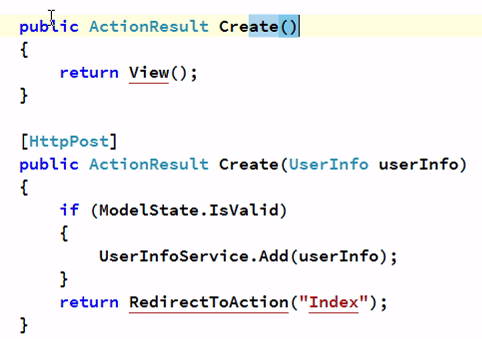 public ActionResult Create()
{
return View();
}
[HttpPost]
public ActionResult Create(UserInfo userInfo)
{
if (ModelState.IsValid)
{
UserInfoService.Add(userInfo);
}
return RedirectToAction("Index");
}